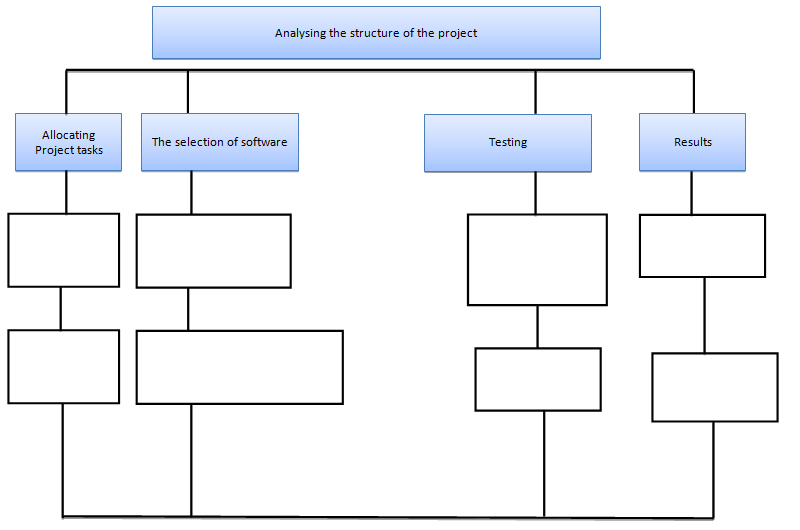 Analysing the structure of the project
Allocating
Project tasks
The selection of software
Testing
Results